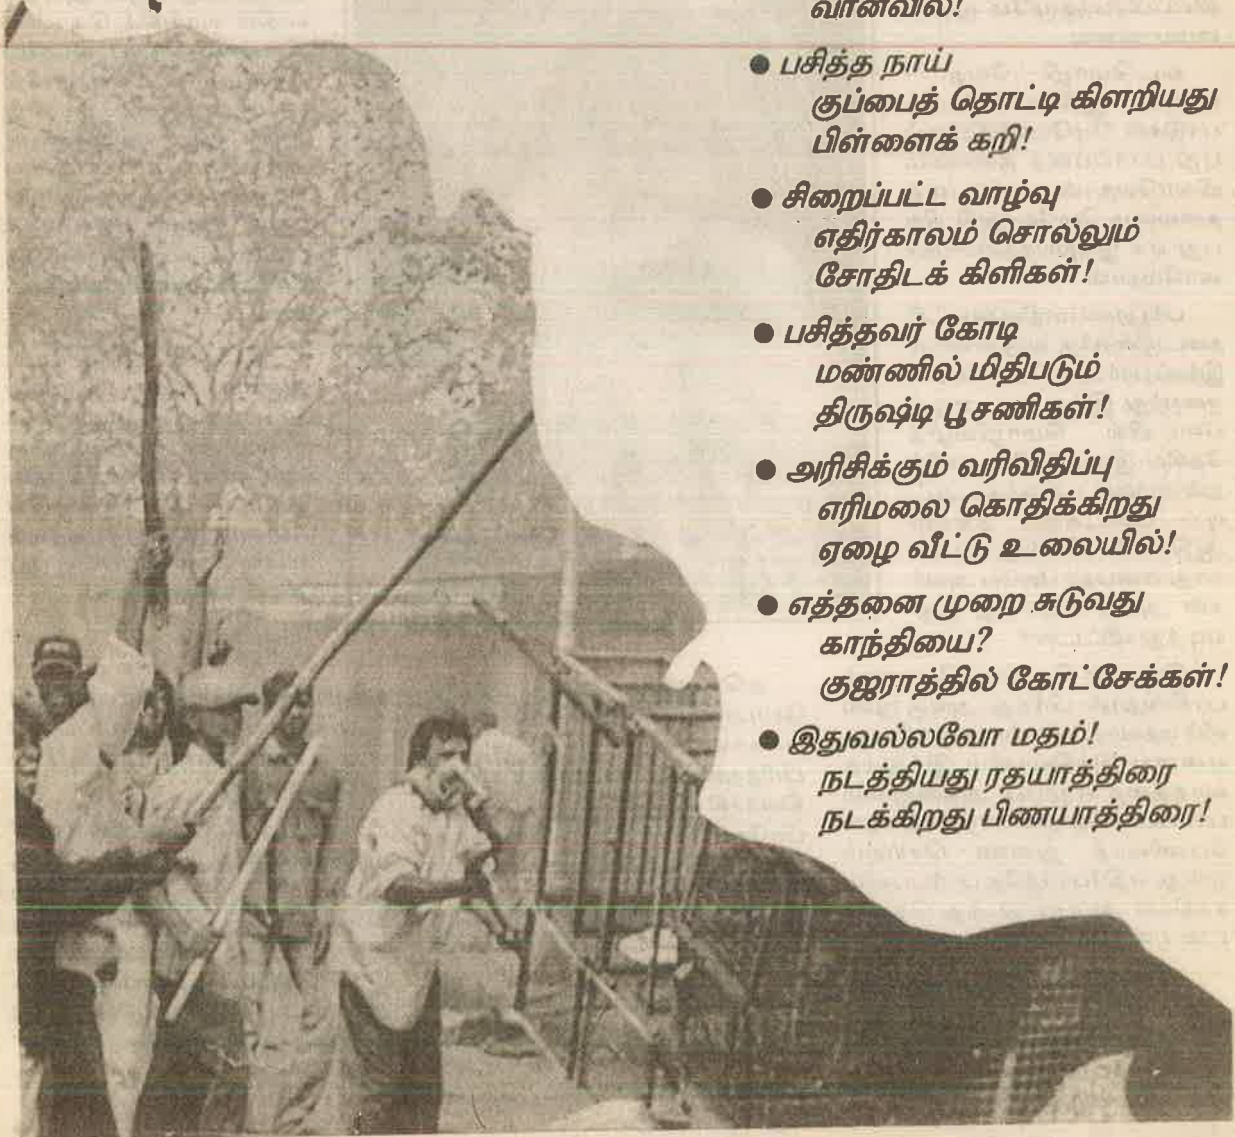 வானவில்!
● பசித்த நாய்
குப்பைத் தொட்டி கிளறியது
பிள்ளைக் கறி!
● சிறைப்பட்ட வாழ்வு
எதிர்காலம் சொல்லும்
சோதிடக் கிளிகள்!
● பசித்தவர் கோடி
மண்ணில் மிதிபடும்
திருஷ்டி பூசணிகள்!
● அரிசிக்கும் வரிவிதிப்பு
எரிமலை கொதிக்கிறது
ஏழை வீட்டு உலையில்!
● எத்தனை முறை சுடுவது
காந்தியை?
குஜராத்தில் கோட்சேக்கள்!
● இதுவல்லவோ மதம்!
நடத்தியது ரதயாத்திரை
நடக்கிறது பிணயாத்திரை!